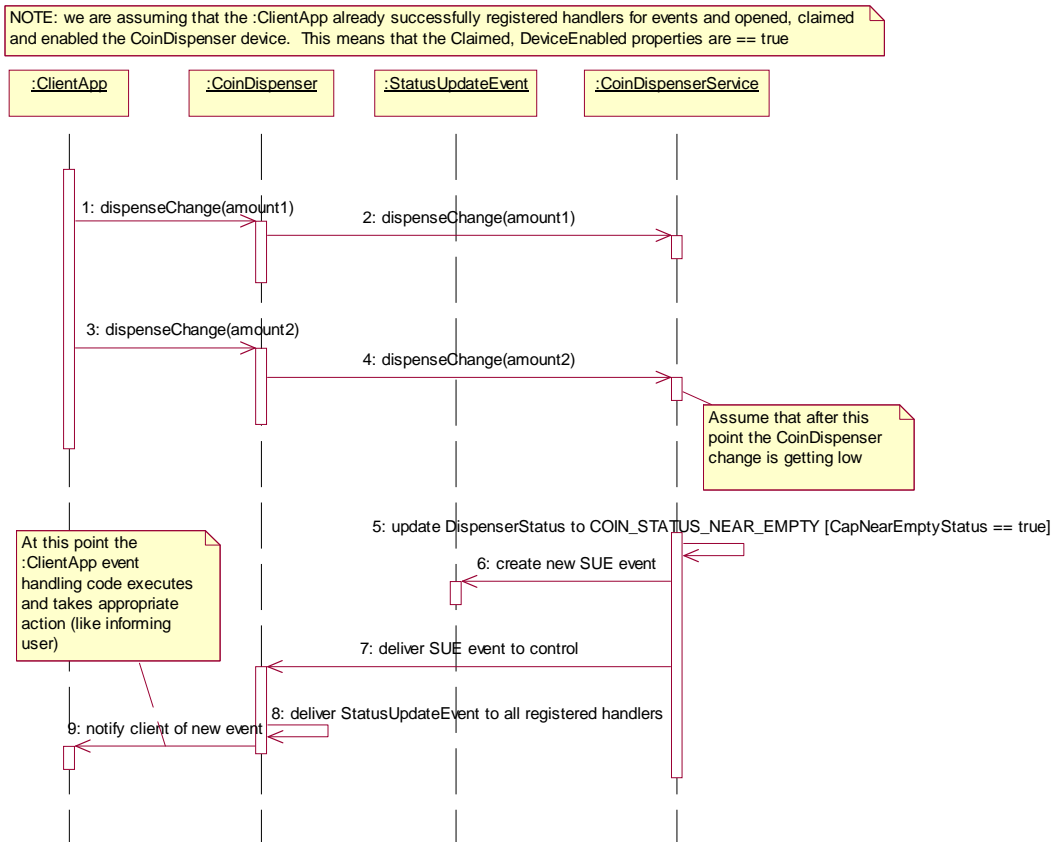 NOTE: we are assuming that the :ClientApp already successfully registered handlers for events and opened, claimed
and enabled the CoinDispenser device.  This means that the Claimed, DeviceEnabled properties are == true
:ClientApp
:CoinDispenser
:StatusUpdateEvent
:CoinDispenserService
1: dispenseChange(amount1)
2: dispenseChange(amount1)
3: dispenseChange(amount2)
4: dispenseChange(amount2)
Assume that after this
point the CoinDispenser
change is getting low
5: update DispenserStatus to COIN_STATUS_NEAR_EMPTY [CapNearEmptyStatus == true]
At this point the
:ClientApp event
handling code executes
and takes appropriate
action (like informing
user)
6: create new SUE event
7: deliver SUE event to control
8: deliver StatusUpdateEvent to all registered handlers
9: notify client of new event